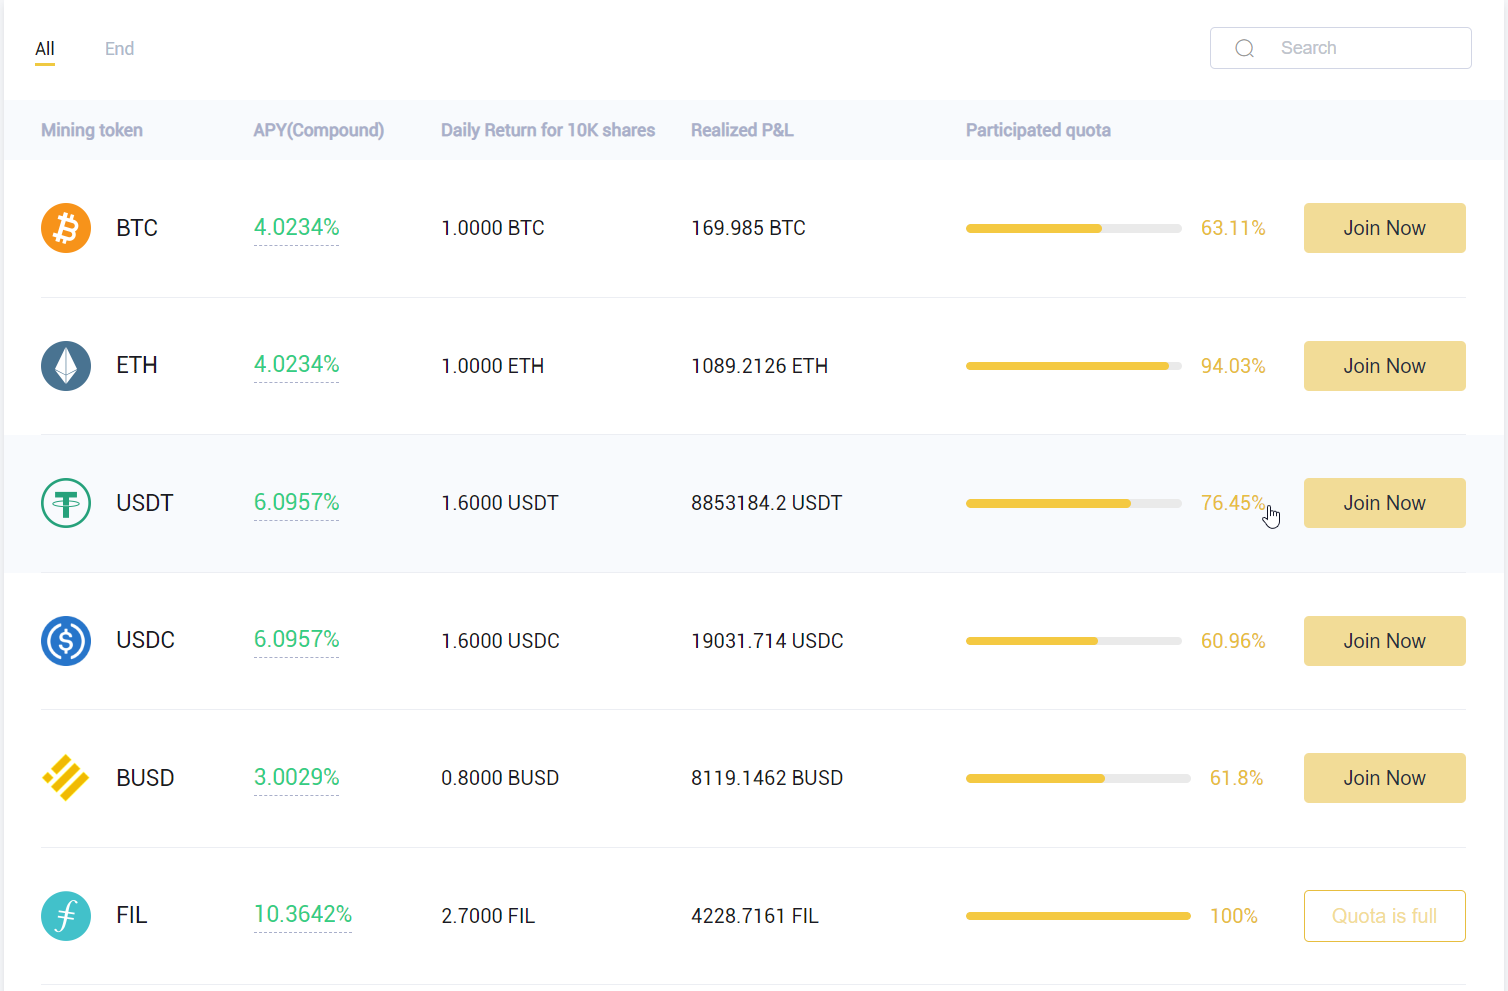 All End Search
Mining token APY(Compound) Daily Return for 10K shares Realized P&L Participated quota
BTC 4.0234% 1.0000 BTC 169.985 BTC 63.11% Join Now
ETH 4.0234% 1.0000 ETH 1089.2126 ETH 94.03% Join Now
USDT 6.0957% 1.6000 USDT 8853184.2 USDT 76.45% Join Now
USDC 6.0957% 1.6000 USDC 19031.714 USDC 60.96% Join Now
BUSD 3.0029% 0.8000 BUSD 8119.1462 BUSD 61.8% Join Now
FIL 10.3642% 2.7000 FIL 4228.7161 FIL 100% Quota is full